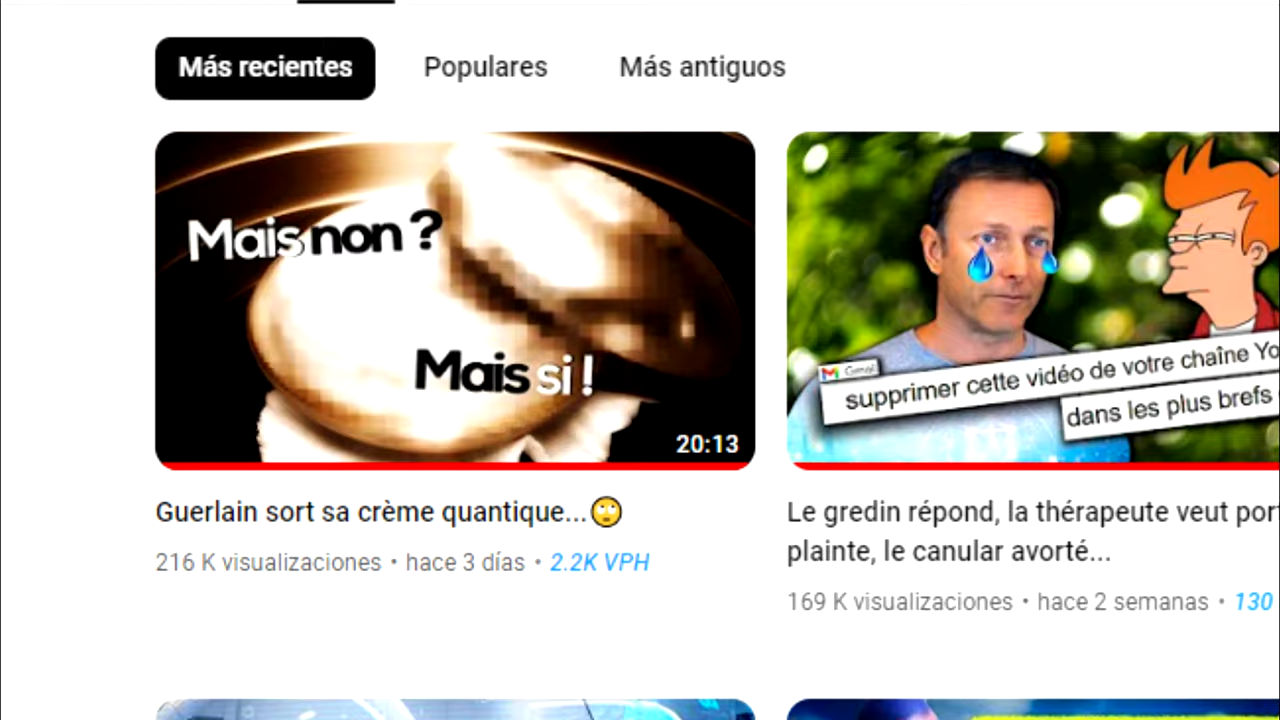 Más recientes
Populares
Más antiguos
Mais non ?
Mais si !
20:13
Gmail
supprimer cette vidéo de votre chaîne Yo
dans les plus brefs
Guerlain sort sa crème quantique...🙄
216 K visualizaciones • hace 3 días • 2.2K VPH
Le gredin répond, la thérapeute veut por
plainte, le canular avorté...
169 K visualizaciones • hace 2 semanas • 130